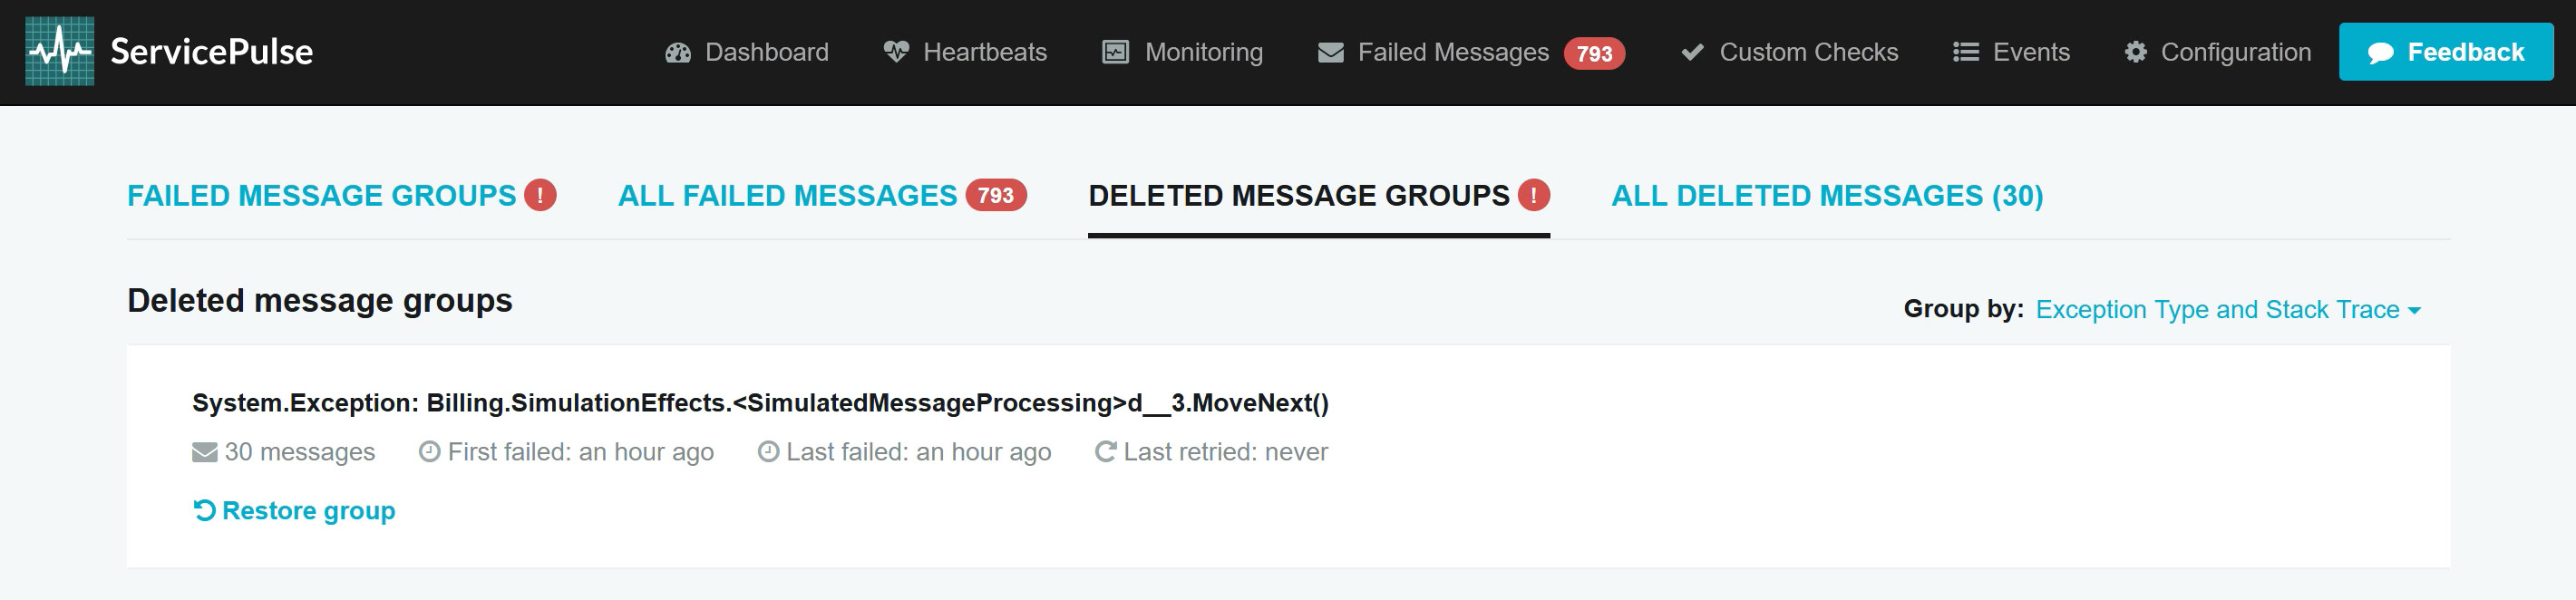 ServicePulse Dashboard Heartbeats Monitoring Failed Messages 793 Custom Checks Events Configuration Feedback
FAILED MESSAGE GROUPS ! ALL FAILED MESSAGES 793 DELETED MESSAGE GROUPS ! ALL DELETED MESSAGES (30)
Deleted message groups
Group by: Exception Type and Stack Trace
System.Exception: Billing.SimulationEffects.<SimulatedMessageProcessing>d__3.MoveNext()
30 messages First failed: an hour ago Last failed: an hour ago Last retried: never
Restore group